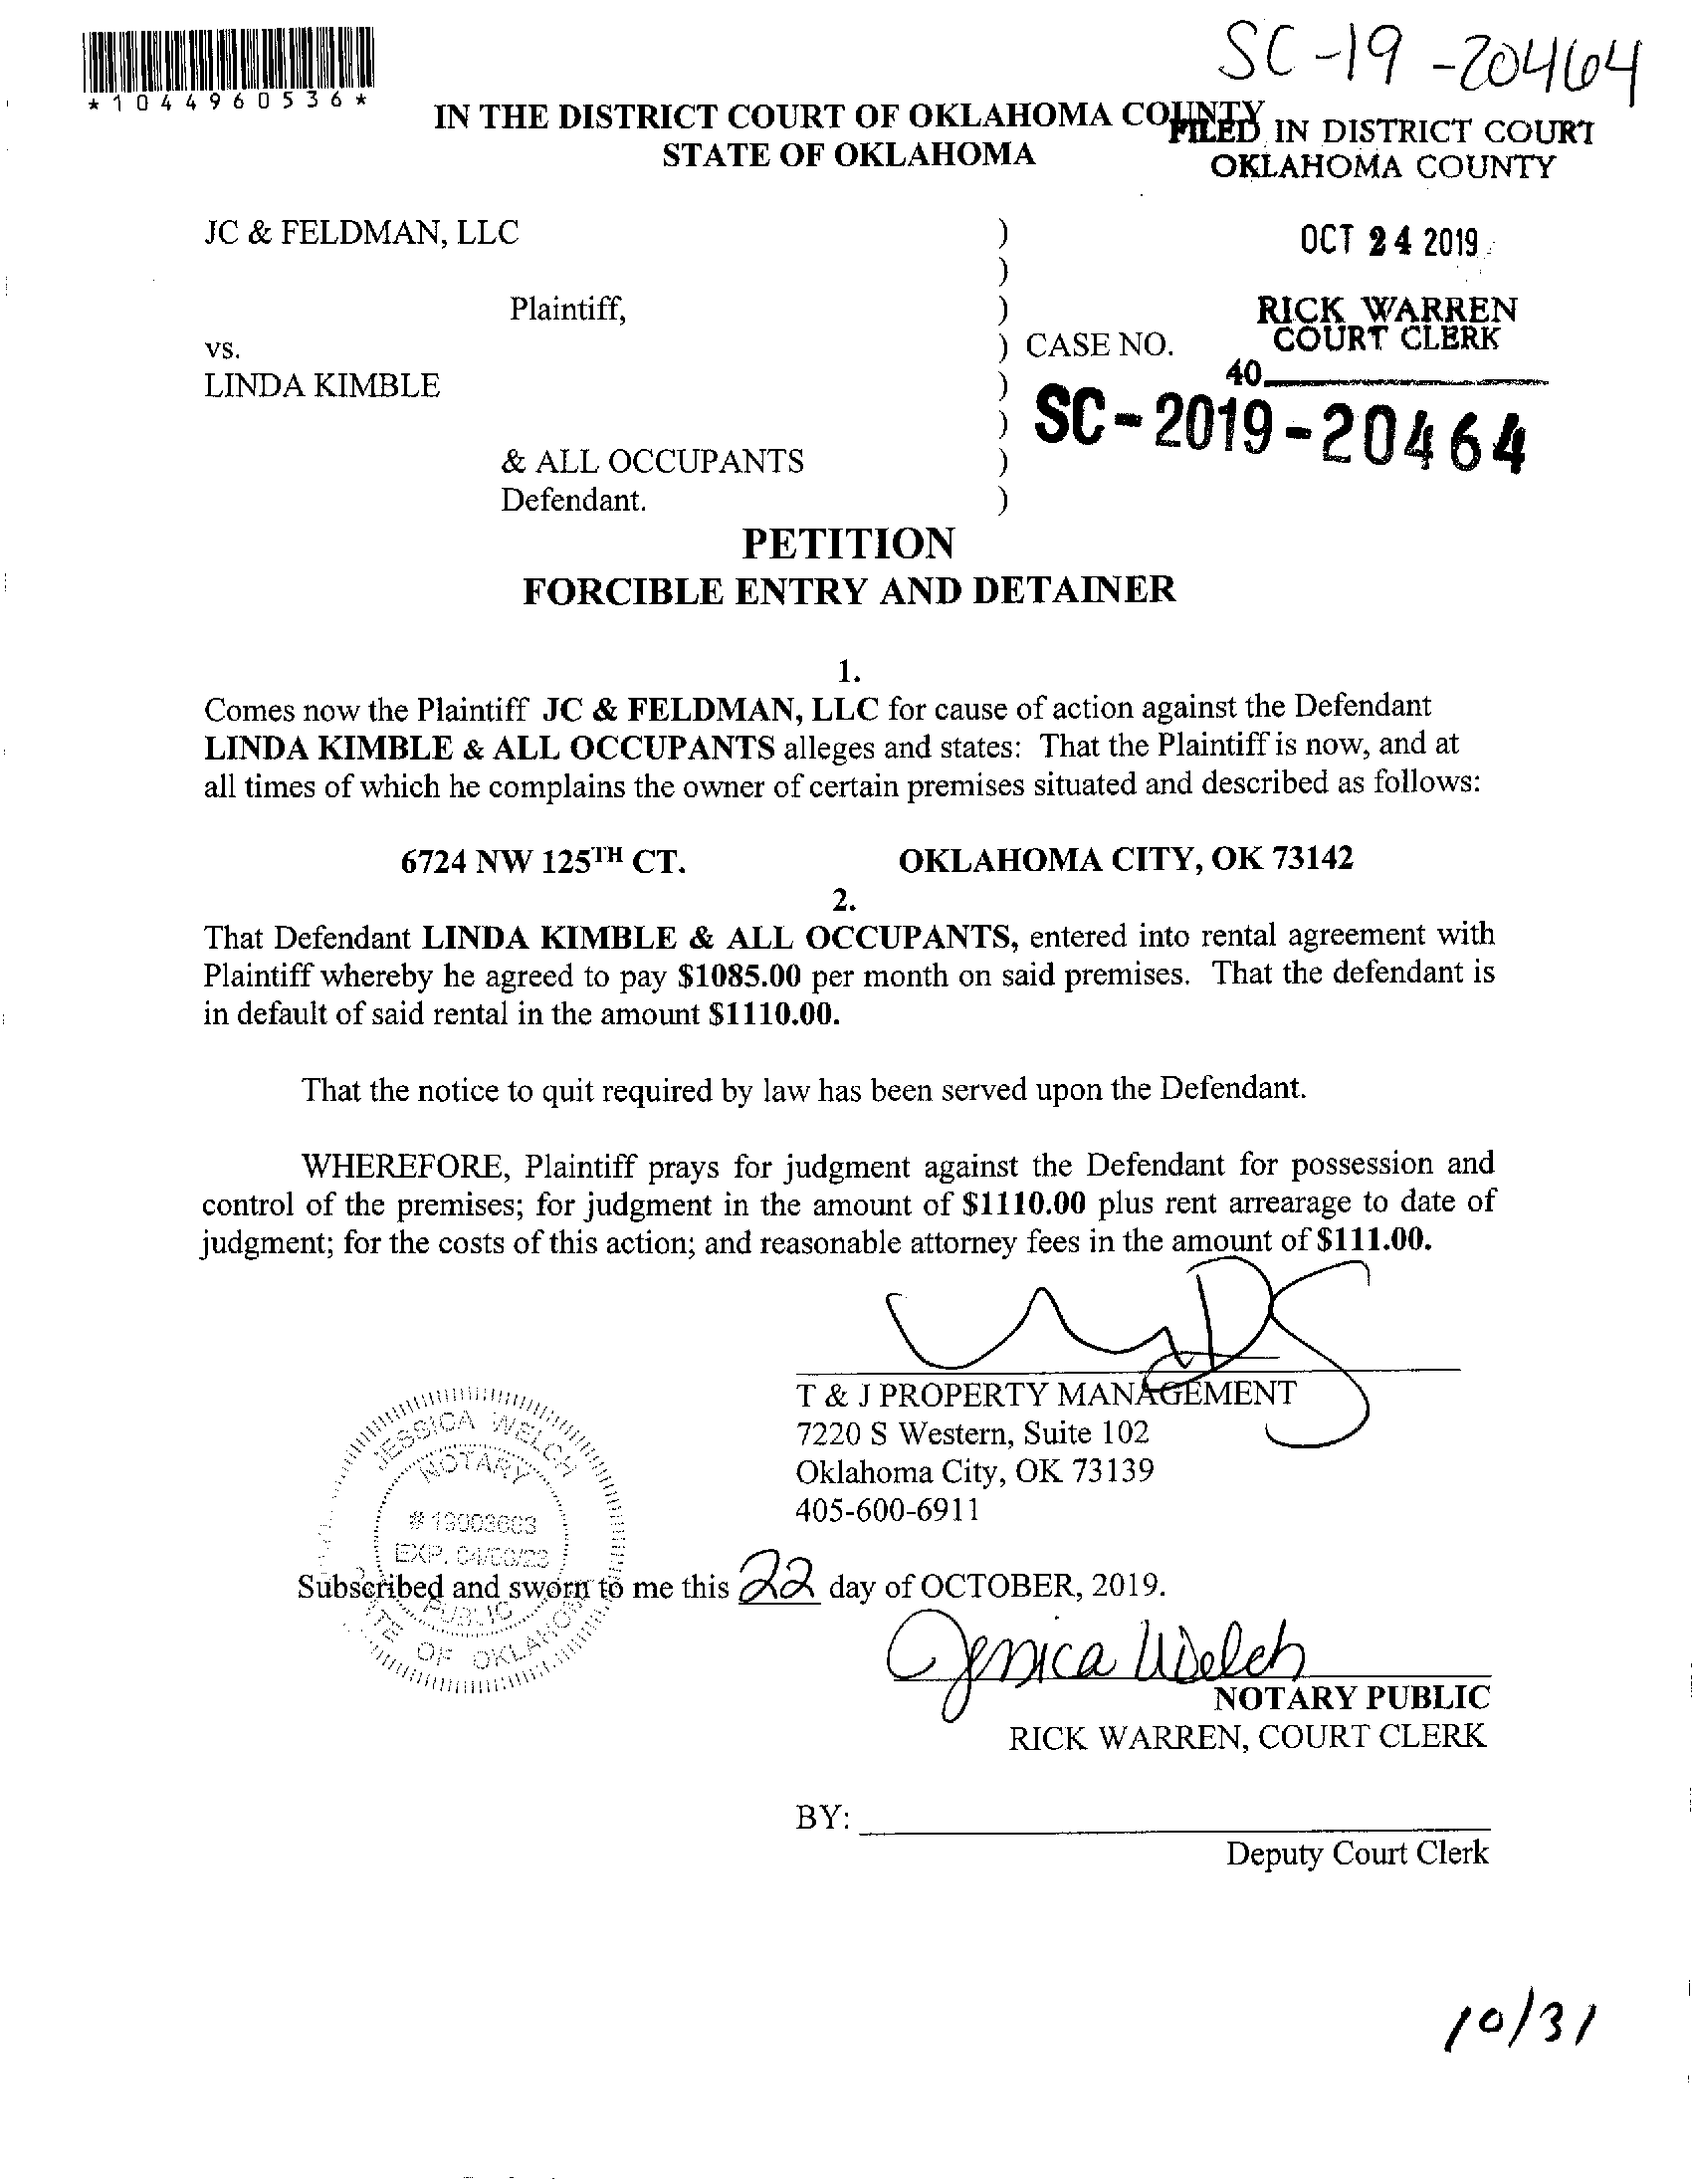 SC-19-20464
*1044960536*
IN THE DISTRICT COURT OF OKLAHOMA COUNTY
STATE OF OKLAHOMA
FILED IN DISTRICT COURT
OKLAHOMA COUNTY
JC & FELDMAN, LLC )
OCT 24 2019
)
Plaintiff, )
RICK WARREN
COURT CLERK
vs. ) CASE NO.
40
LINDA KIMBLE )
) SC-2019-20464
& ALL OCCUPANTS )
Defendant. )
PETITION
FORCIBLE ENTRY AND DETAINER
1.
Comes now the Plaintiff JC & FELDMAN, LLC for cause of action against the Defendant
LINDA KIMBLE & ALL OCCUPANTS alleges and states: That the Plaintiff is now, and at
all times of which he complains the owner of certain premises situated and described as follows:
6724 NW 125TH CT. OKLAHOMA CITY, OK 73142
2.
That Defendant LINDA KIMBLE & ALL OCCUPANTS, entered into rental agreement with
Plaintiff whereby he agreed to pay $1085.00 per month on said premises. That the defendant is
in default of said rental in the amount $1110.00.
That the notice to quit required by law has been served upon the Defendant.
WHEREFORE, Plaintiff prays for judgment against the Defendant for possession and
control of the premises; for judgment in the amount of $1110.00 plus rent arrearage to date of
judgment; for the costs of this action; and reasonable attorney fees in the amount of $111.00.
T & J PROPERTY MANAGEMENT
7220 S Western, Suite 102
Oklahoma City, OK 73139
405-600-6911
JESSICA WELCH
NOTARY
EXP.
PUBLIC
OF OKLAHOMA
Subscribed and sworn to me this 22 day of OCTOBER, 2019.
Jessica Welch
NOTARY PUBLIC
RICK WARREN, COURT CLERK
BY:
Deputy Court Clerk
10/31